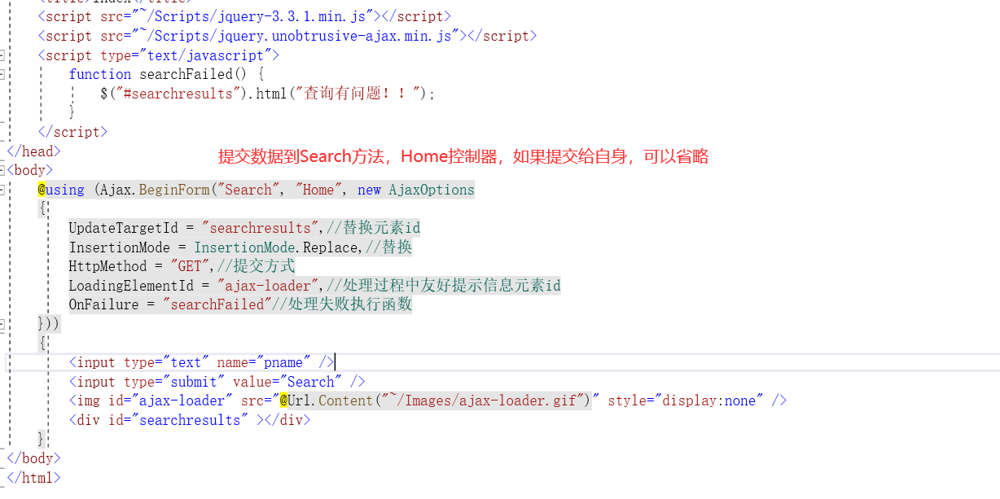 <title>Index</title>
<script src="~/Scripts/jquery-3.3.1.min.js"></script>
<script src="~/Scripts/jquery.unobtrusive-ajax.min.js"></script>
<script type="text/javascript">
function searchFailed() {
$("#searchresults").html("查询有问题！！");
}
</script>
</head>
提交数据到Search方法，Home控制器，如果提交给自身，可以省略
<body>
@using (Ajax.BeginForm("Search", "Home", new AjaxOptions
{
UpdateTargetId = "searchresults",//替换元素id
InsertionMode = InsertionMode.Replace,//替换
HttpMethod = "GET",//提交方式
LoadingElementId = "ajax-loader",//处理过程中友好提示信息元素id
OnFailure = "searchFailed"//处理失败执行函数
}))
{
<input type="text" name="pname" />
<input type="submit" value="Search" />
<img id="ajax-loader" src="@Url.Content("~/Images/ajax-loader.gif")" style="display:none" />
<div id="searchresults" ></div>
}
</body>
</html>